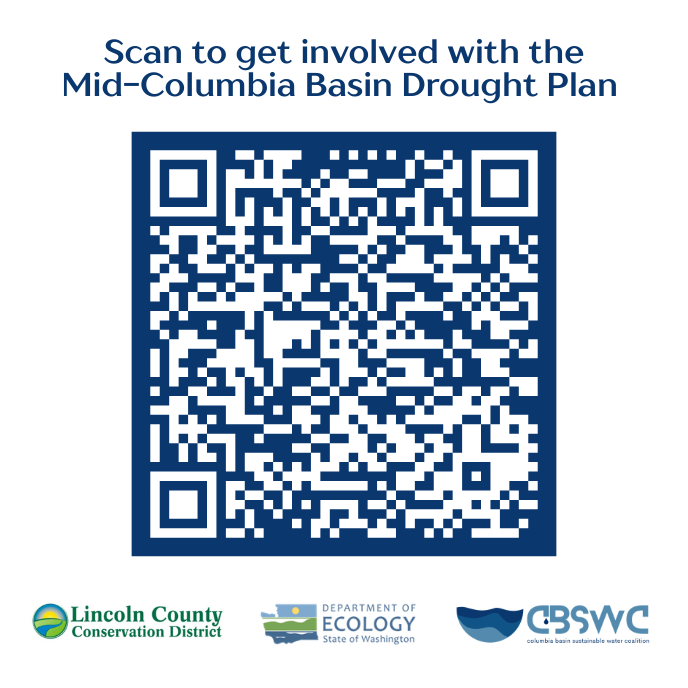 Scan to get involved with the
Mid-Columbia Basin Drought Plan
Lincoln County
Conservation District
DEPARTMENT OF
ECOLOGY
State of Washington
CBSWC
columbia basin sustainable water coalition